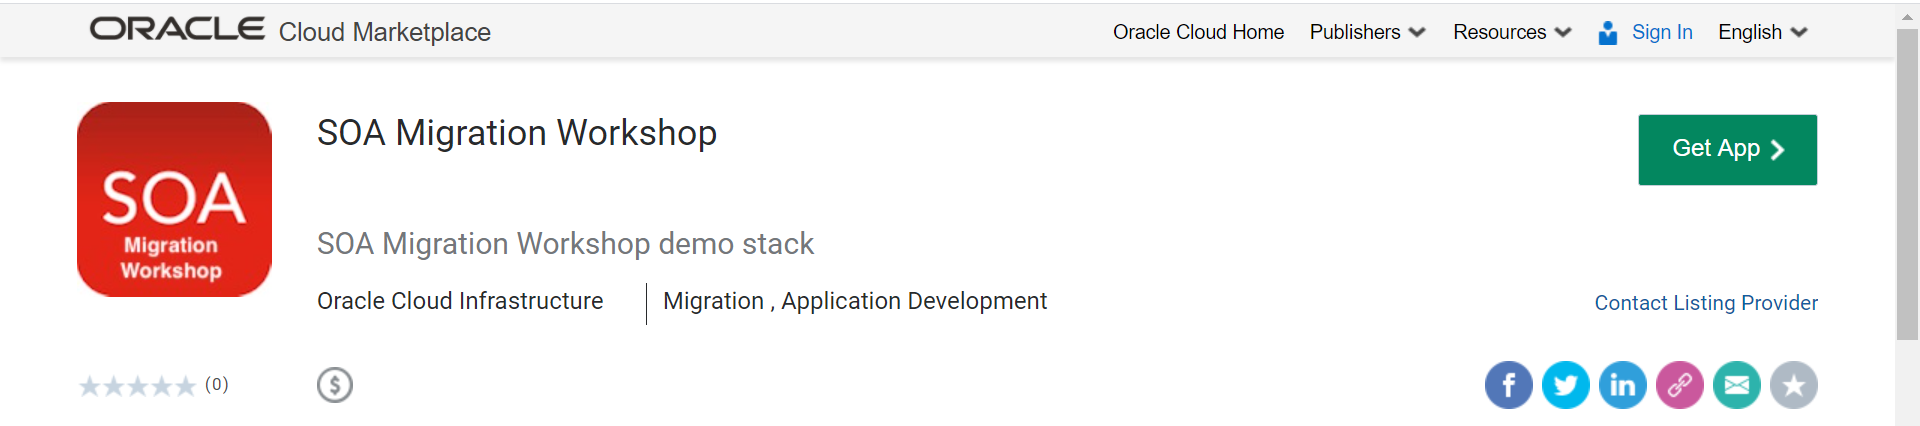 ORACLE Cloud Marketplace Oracle Cloud Home Publishers Resources Sign In English
SOA
Migration
Workshop
SOA Migration Workshop
Get App
SOA Migration Workshop demo stack
Oracle Cloud Infrastructure Migration , Application Development
Contact Listing Provider
(0)
$
f
in